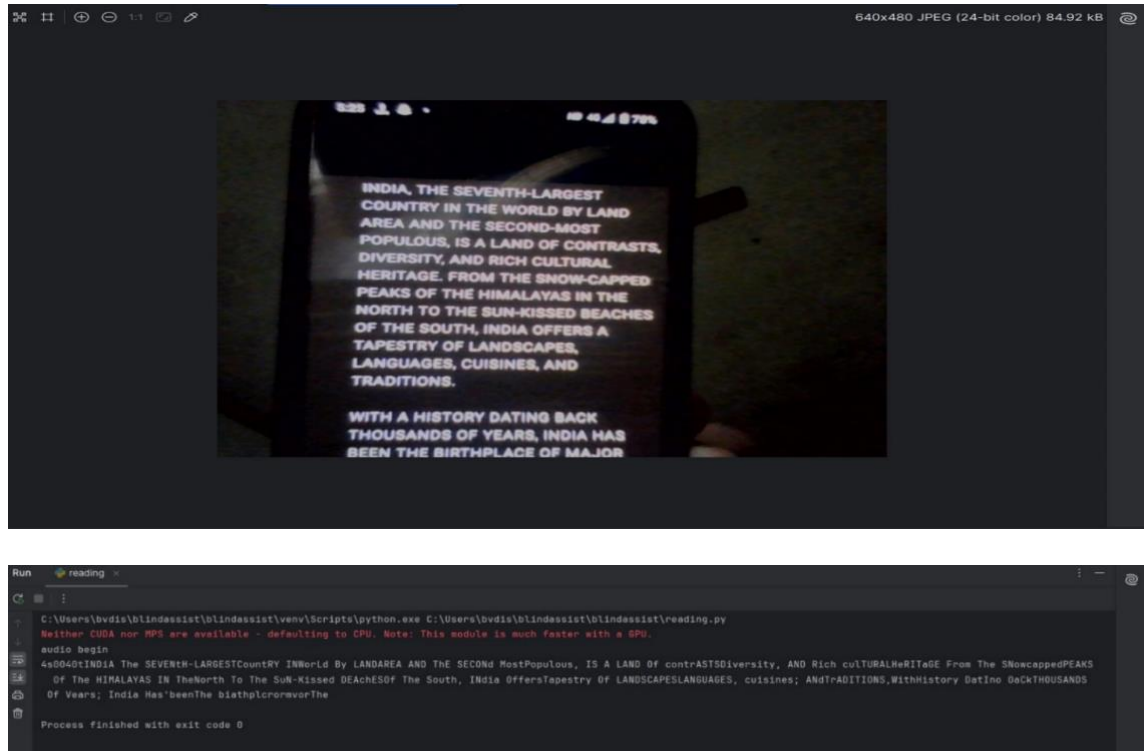 1:1
640x480 JPEG (24-bit color) 84.92 kB
5:23
4G 78%
INDIA, THE SEVENTH-LARGEST
COUNTRY IN THE WORLD BY LAND
AREA AND THE SECOND-MOST
POPULOUS, IS A LAND OF CONTRASTS,
DIVERSITY, AND RICH CULTURAL
HERITAGE. FROM THE SNOW-CAPPED
PEAKS OF THE HIMALAYAS IN THE
NORTH TO THE SUN-KISSED BEACHES
OF THE SOUTH, INDIA OFFERS A
TAPESTRY OF LANDSCAPES,
LANGUAGES, CUISINES, AND
TRADITIONS.
WITH A HISTORY DATING BACK
THOUSANDS OF YEARS, INDIA HAS
BEEN THE BIRTHPLACE OF MAJOR
Run reading
C:\Users\bvdis\blindassist\blindassist\venv\Scripts\python.exe C:\Users\bvdis\blindassist\blindassist\reading.py
Neither CUDA nor MPS are available - defaulting to CPU. Note: This module is much faster with a GPU.
audio begin
4s0040tINDiA The SEVENtH-LARGESTCountRY INWorLd By LANDAREA AND ThE SECONd MostPopulous, IS A LAND Of contrASTSDiversity, AND Rich culTURALHeRITaGE From The SNowcappedPEAKS
Of The HIMALAYAS IN TheNorth To The SuN-Kissed DEAchESOf The South, INdia OffersTapestry Of LANDSCAPESLANGUAGES, cuisines; ANdTrADITIONS,WithHistory DatIno OaCkTHOUSANDS
Of Vears; India Has'beenThe biathplcrormvorThe
Process finished with exit code 0